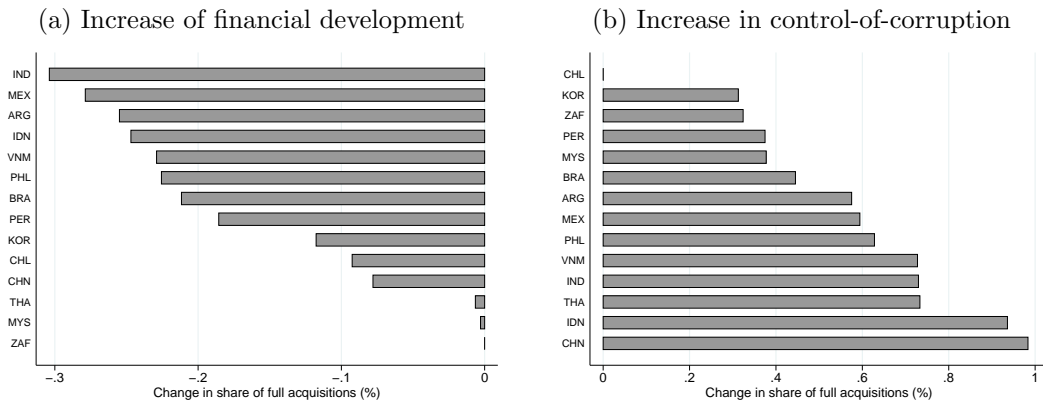 (a) Increase of financial development
IND
MEX
ARG
IDN
VNM
PHL
BRA
PER
KOR
CHL
CHN
THA
MYS
ZAF
−.3 −.2 −.1 0
Change in share of full acquisitions (%)
(b) Increase in control-of-corruption
CHL
KOR
ZAF
PER
MYS
BRA
ARG
MEX
PHL
VNM
IND
THA
IDN
CHN
0 .2 .4 .6 .8 1
Change in share of full acquisitions (%)